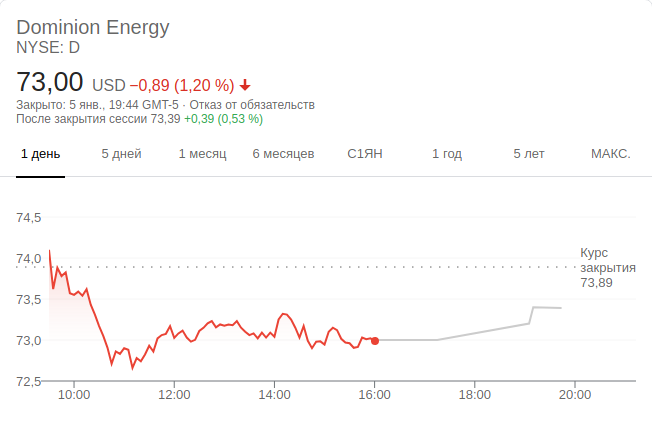 Dominion Energy
NYSE: D
73,00 USD −0,89 (1,20 %)
Закрыто: 5 янв., 19:44 GMT-5 · Отказ от обязательств
После закрытия сессии 73,39 +0,39 (0,53 %)
1 день 5 дней 1 месяц 6 месяцев С1ЯН 1 год 5 лет МАКС.
74,5
74,0
73,5
73,0
72,5
Курс
закрытия
73,89
10:00 12:00 14:00 16:00 18:00 20:00